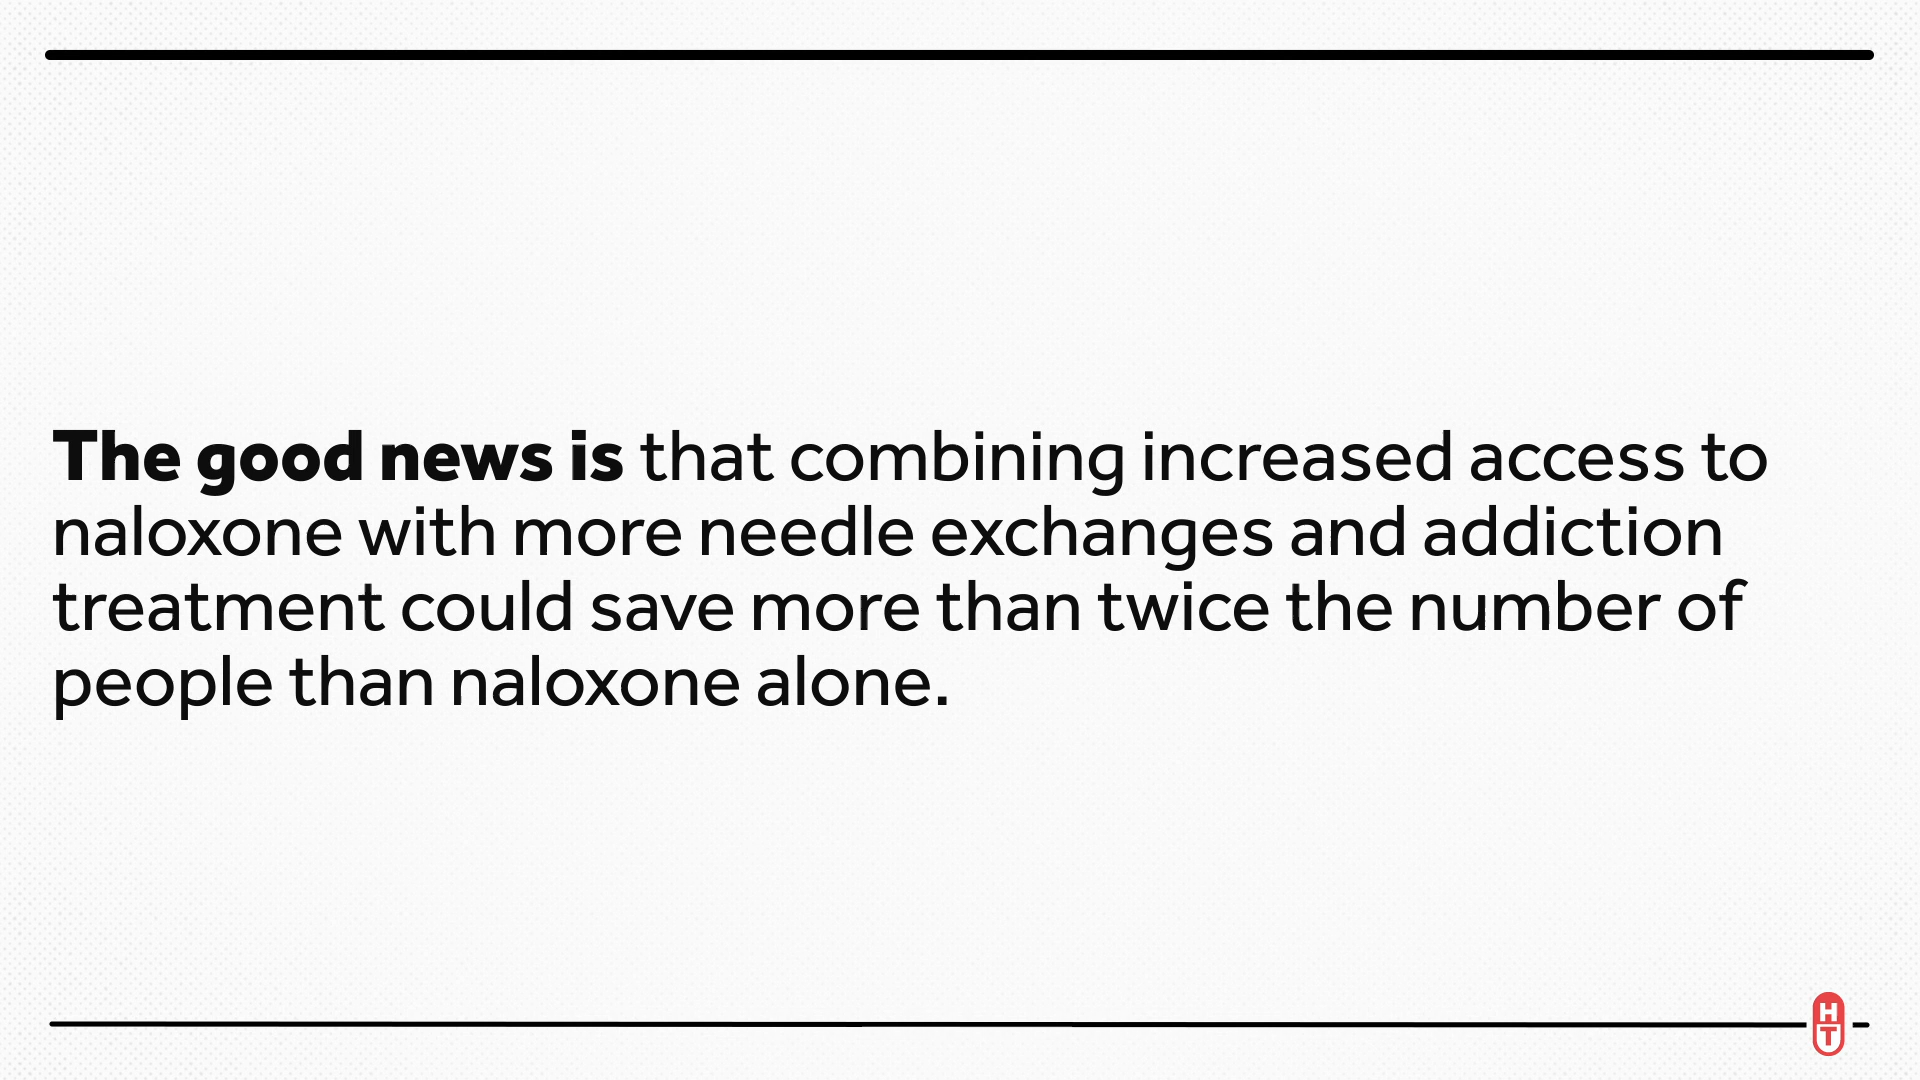 The good news is that combining increased access to
naloxone with more needle exchanges and addiction
treatment could save more than twice the number of
people than naloxone alone.
H
T